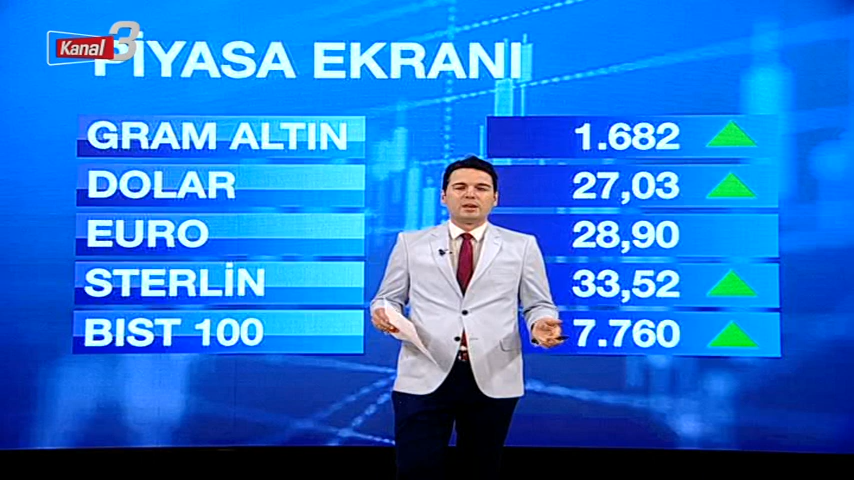 Kanal 3
PİYASA EKRANI
GRAM ALTIN 1.682
DOLAR 27,03
EURO 28,90
STERLİN 33,52
BIST 100 7.760